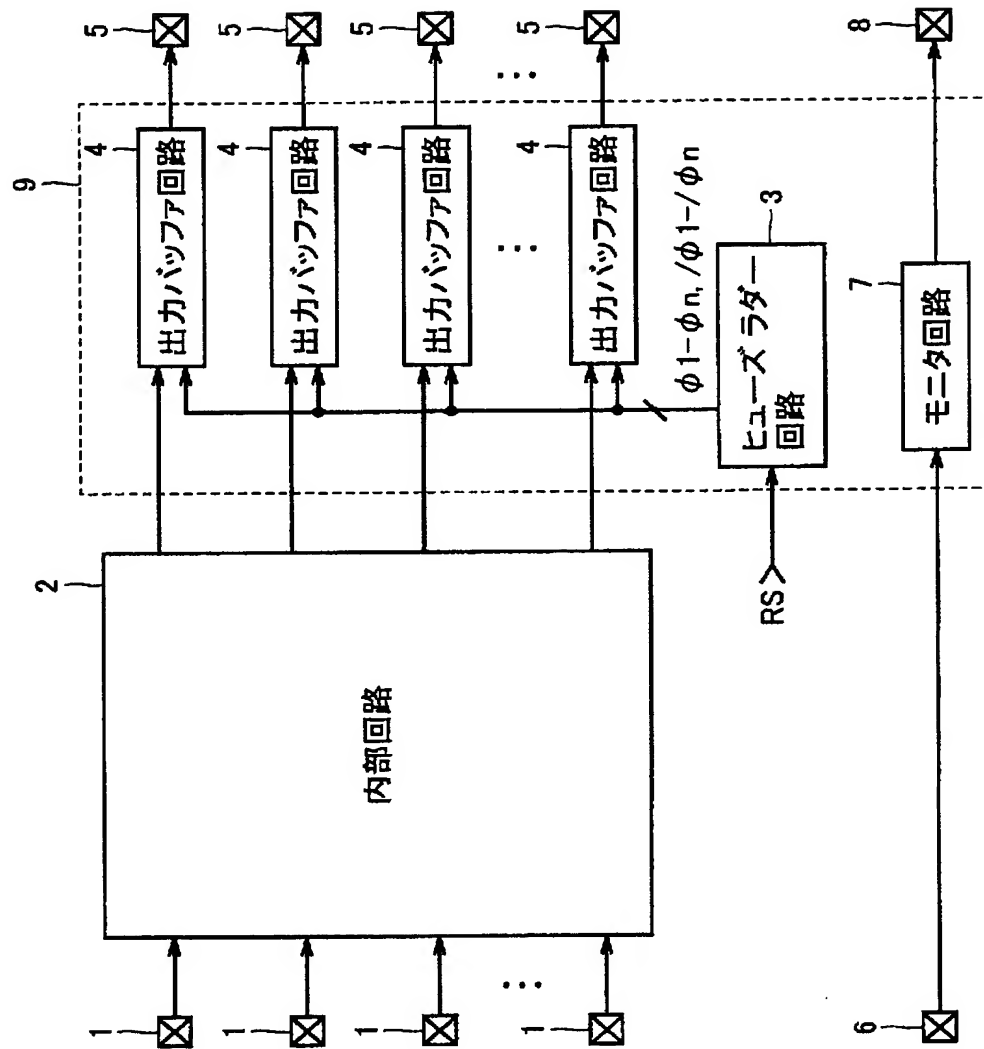 9
4
出力バッファ回路
5
4
出力バッファ回路
5
4
出力バッファ回路
5
...
...
4
出力バッファ回路
5
φ1-φn,/φ1-/φn
2
内部回路
1
1
1
...
1
RS
ヒューズ ラダー
回路
3
6
モニタ回路
7
8